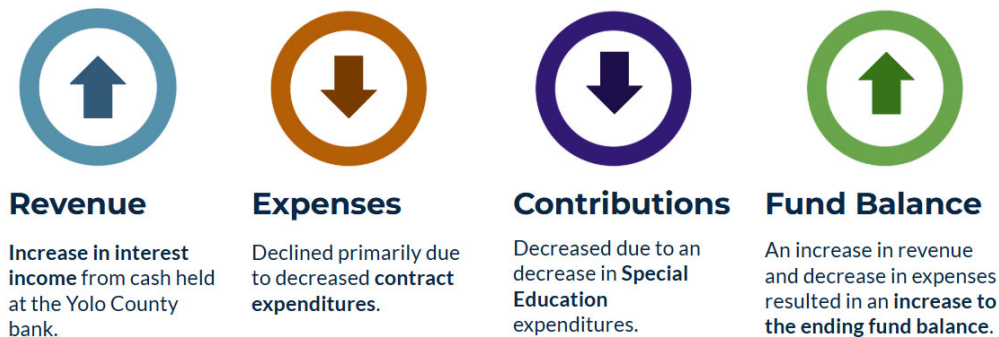 Revenue
Increase in interest
income from cash held
at the Yolo County
bank.
Expenses
Declined primarily due
to decreased contract
expenditures.
Contributions
Decreased due to an
decrease in Special
Education
expenditures.
Fund Balance
An increase in revenue
and decrease in expenses
resulted in an increase to
the ending fund balance.